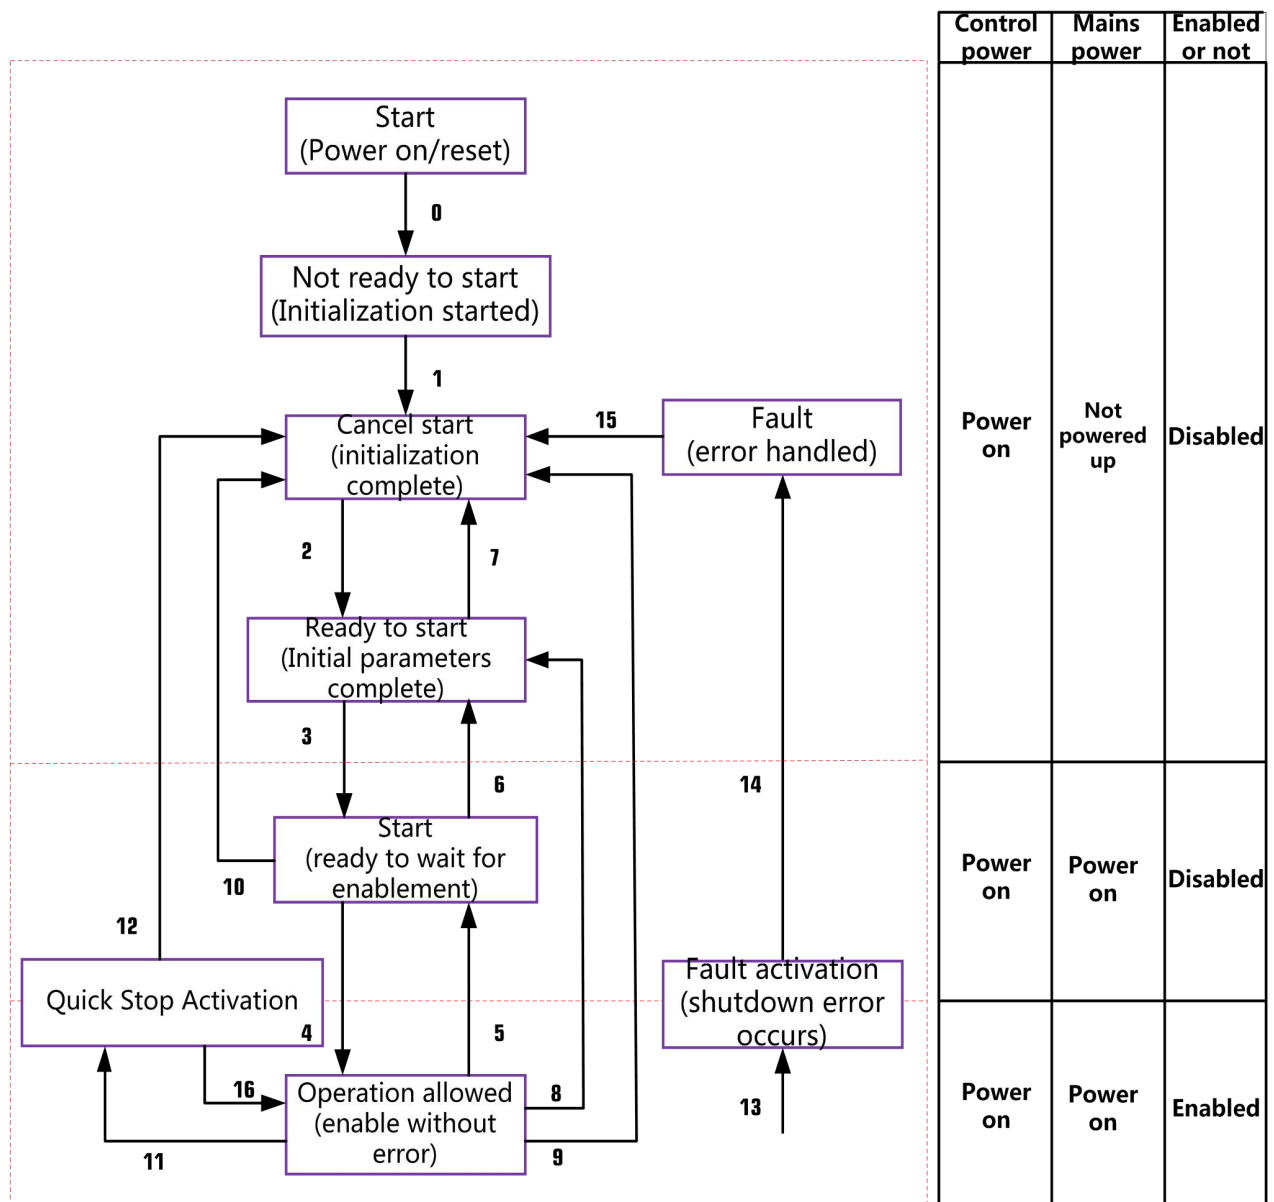 Control
power
Mains
power
Enabled
or not
Start
(Power on/reset)
0
Not ready to start
(Initialization started)
1
Cancel start
(initialization
complete)
15
Fault
(error handled)
Power
on
Not
powered
up
Disabled
2
7
Ready to start
(Initial parameters
complete)
3
6
14
Start
(ready to wait for
enablement)
10
Power
on
Power
on
Disabled
12
Quick Stop Activation
Fault activation
(shutdown error
occurs)
4
5
16
Operation allowed
(enable without
error)
8
13
11
9
Power
on
Power
on
Enabled